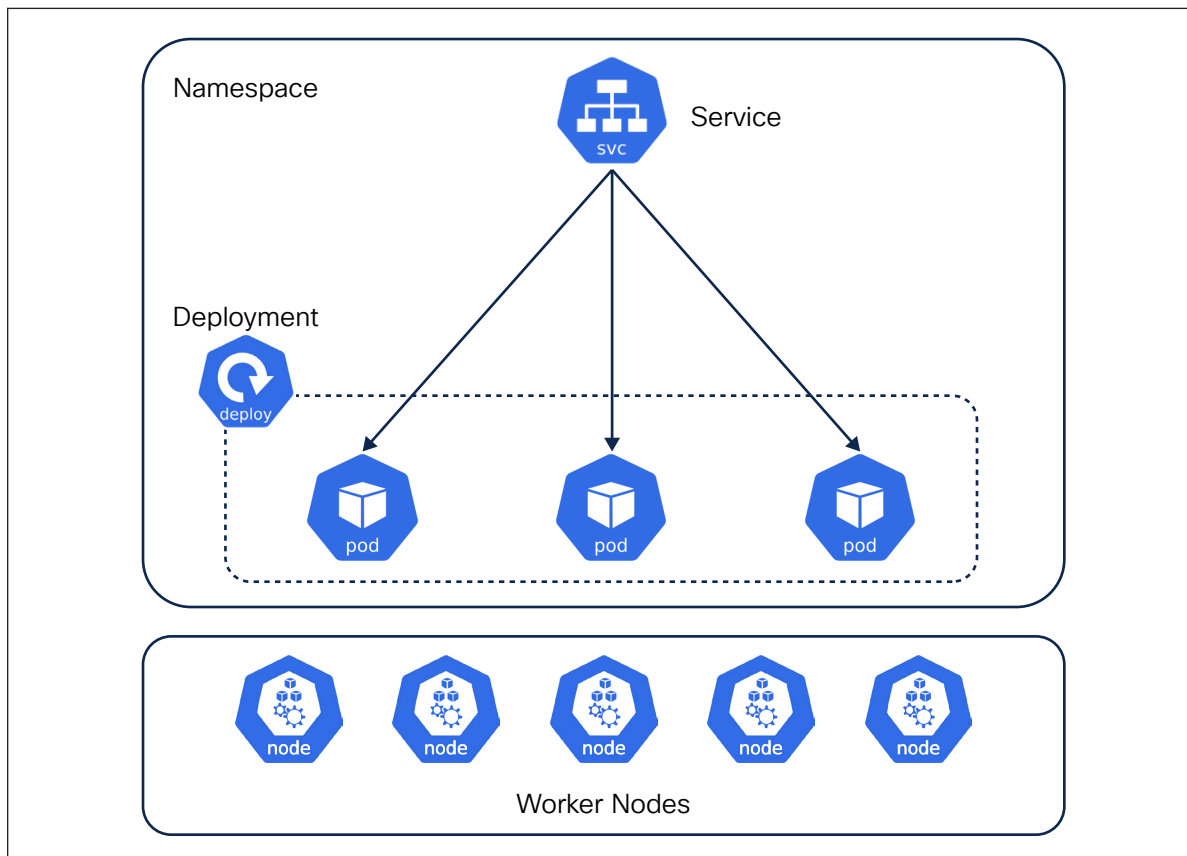 Namespace
Service
svc
Deployment
deploy
pod
pod
pod
node
node
node
node
node
Worker Nodes